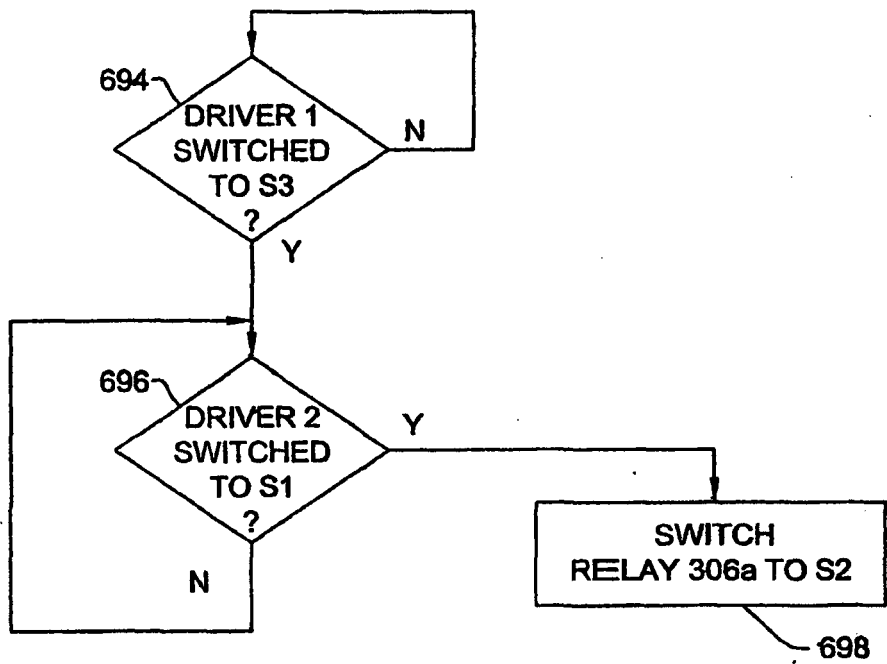 694
DRIVER 1
SWITCHED
TO S3
?
N
Y
696
DRIVER 2
SWITCHED
TO S1
?
Y
N
SWITCH
RELAY 306a TO S2
698